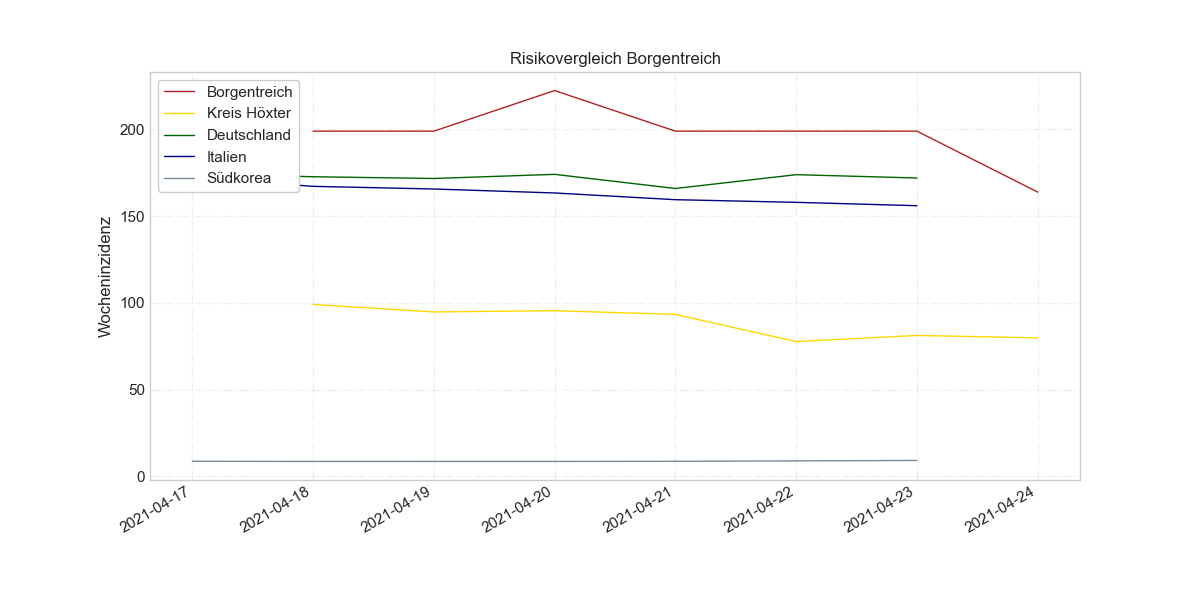 Risikovergleich Borgentreich
Borgentreich
Kreis Höxter
Deutschland
Italien
Südkorea
Wocheninzidenz
200
150
100
50
0
2021-04-17
2021-04-18
2021-04-19
2021-04-20
2021-04-21
2021-04-22
2021-04-23
2021-04-24